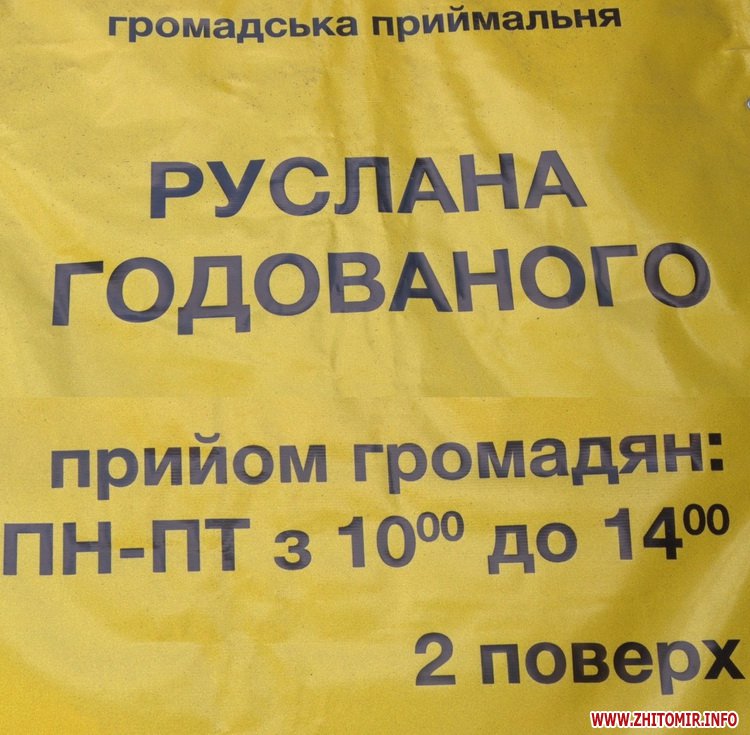 громадська приймальня
РУСЛАНА
ГОДОВАНОГО
прийом громадян:
ПН-ПТ з 10⁰⁰ до 14⁰⁰
2 поверх
WWW.ZHITOMIR.INFO